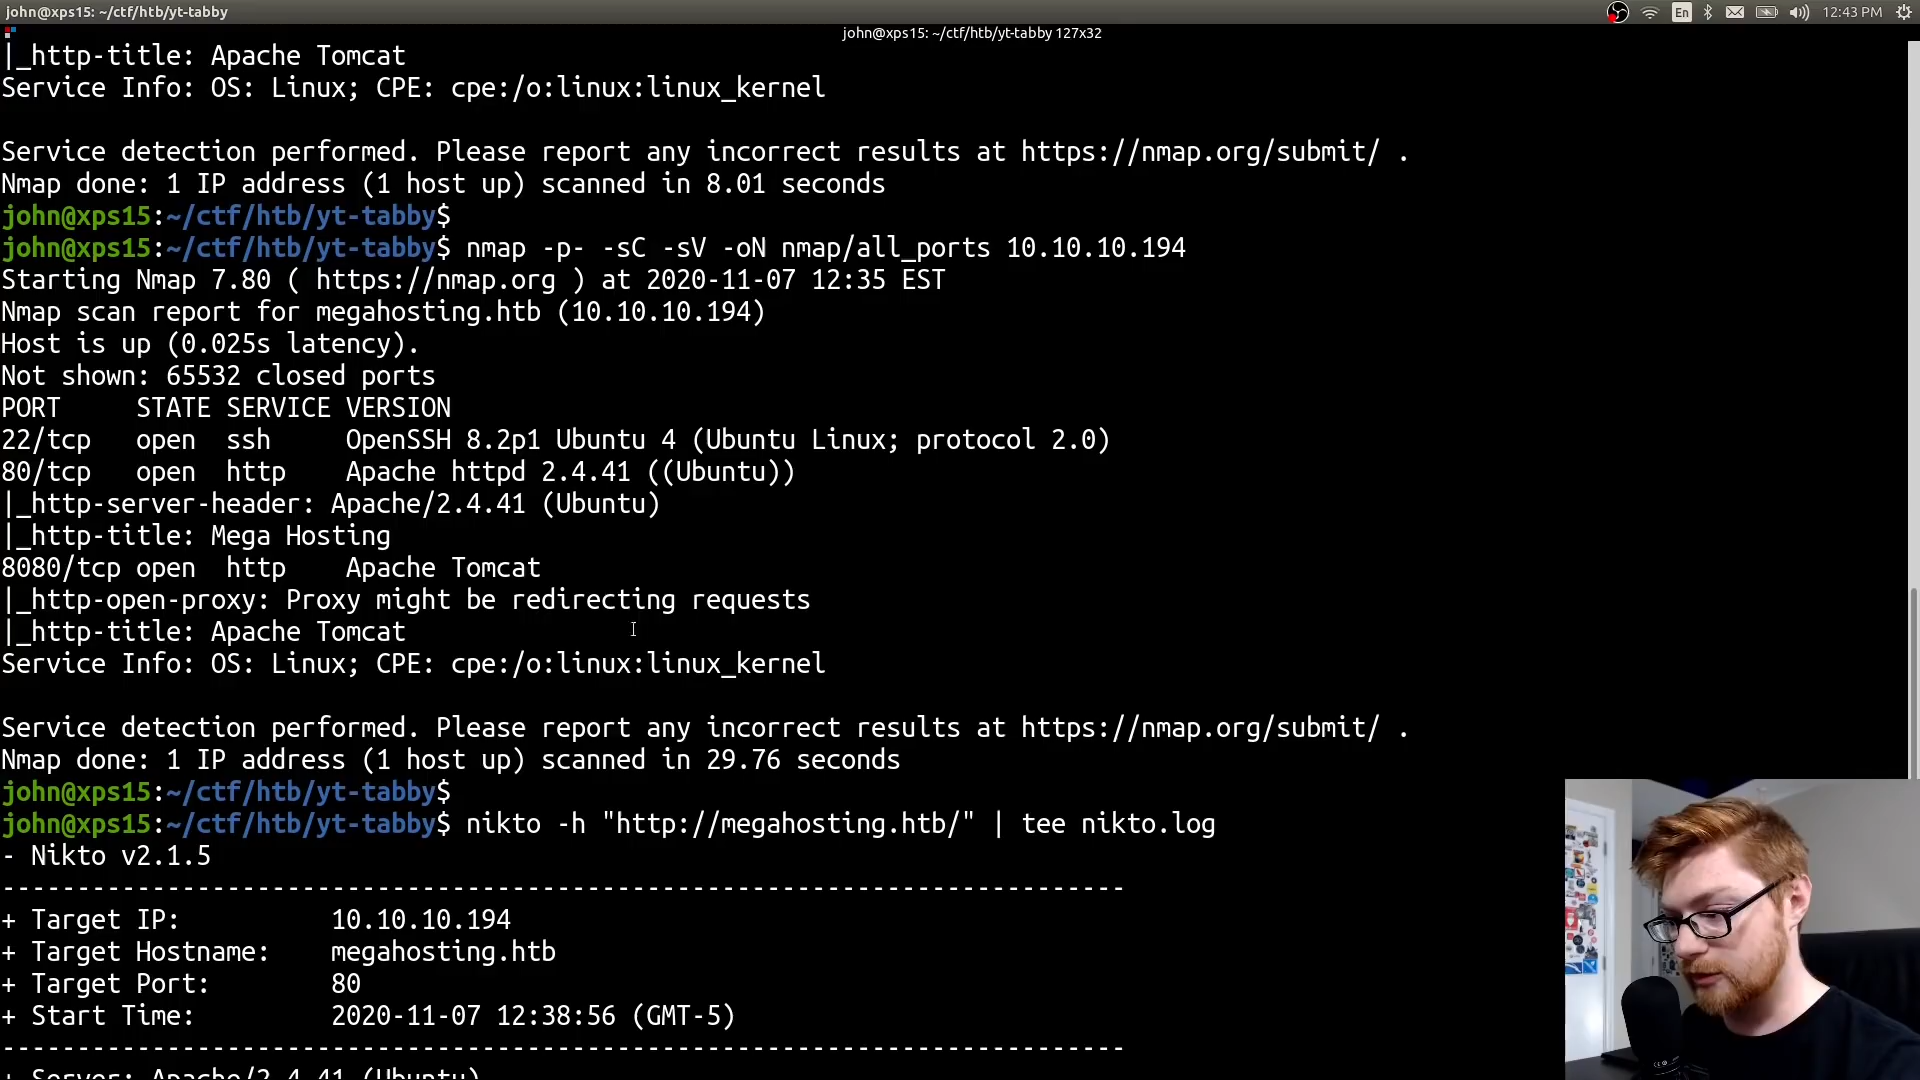 john@xps15: ~/ctf/htb/yt-tabby
En
12:43 PM
john@xps15: ~/ctf/htb/yt-tabby 127x32
|_http-title: Apache Tomcat
Service Info: OS: Linux; CPE: cpe:/o:linux:linux_kernel
Service detection performed. Please report any incorrect results at https://nmap.org/submit/ .
Nmap done: 1 IP address (1 host up) scanned in 8.01 seconds
john@xps15:~/ctf/htb/yt-tabby$
john@xps15:~/ctf/htb/yt-tabby$ nmap -p- -sC -sV -oN nmap/all_ports 10.10.10.194
Starting Nmap 7.80 ( https://nmap.org ) at 2020-11-07 12:35 EST
Nmap scan report for megahosting.htb (10.10.10.194)
Host is up (0.025s latency).
Not shown: 65532 closed ports
PORT     STATE SERVICE VERSION
22/tcp   open  ssh     OpenSSH 8.2p1 Ubuntu 4 (Ubuntu Linux; protocol 2.0)
80/tcp   open  http    Apache httpd 2.4.41 ((Ubuntu))
|_http-server-header: Apache/2.4.41 (Ubuntu)
|_http-title: Mega Hosting
8080/tcp open  http    Apache Tomcat
|_http-open-proxy: Proxy might be redirecting requests
|_http-title: Apache Tomcat
Service Info: OS: Linux; CPE: cpe:/o:linux:linux_kernel
Service detection performed. Please report any incorrect results at https://nmap.org/submit/ .
Nmap done: 1 IP address (1 host up) scanned in 29.76 seconds
john@xps15:~/ctf/htb/yt-tabby$
john@xps15:~/ctf/htb/yt-tabby$ nikto -h "http://megahosting.htb/" | tee nikto.log
- Nikto v2.1.5
---------------------------------------------------------------------------
+ Target IP:          10.10.10.194
+ Target Hostname:    megahosting.htb
+ Target Port:        80
+ Start Time:         2020-11-07 12:38:56 (GMT-5)
---------------------------------------------------------------------------
+ Server: Apache/2.4.41 (Ubuntu)